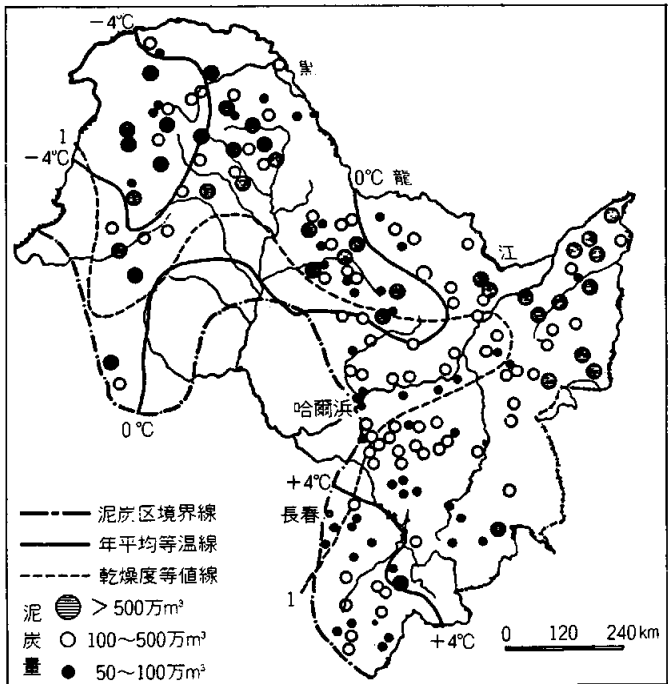 −4℃
黒
1
−4℃
0℃
龍
江
哈爾浜
0℃
+4℃
長春
1
+4℃
泥炭区境界線
年平均等温線
乾燥度等値線
泥炭量
>500万m³
100〜500万m³
50〜100万m³
0 120 240 km